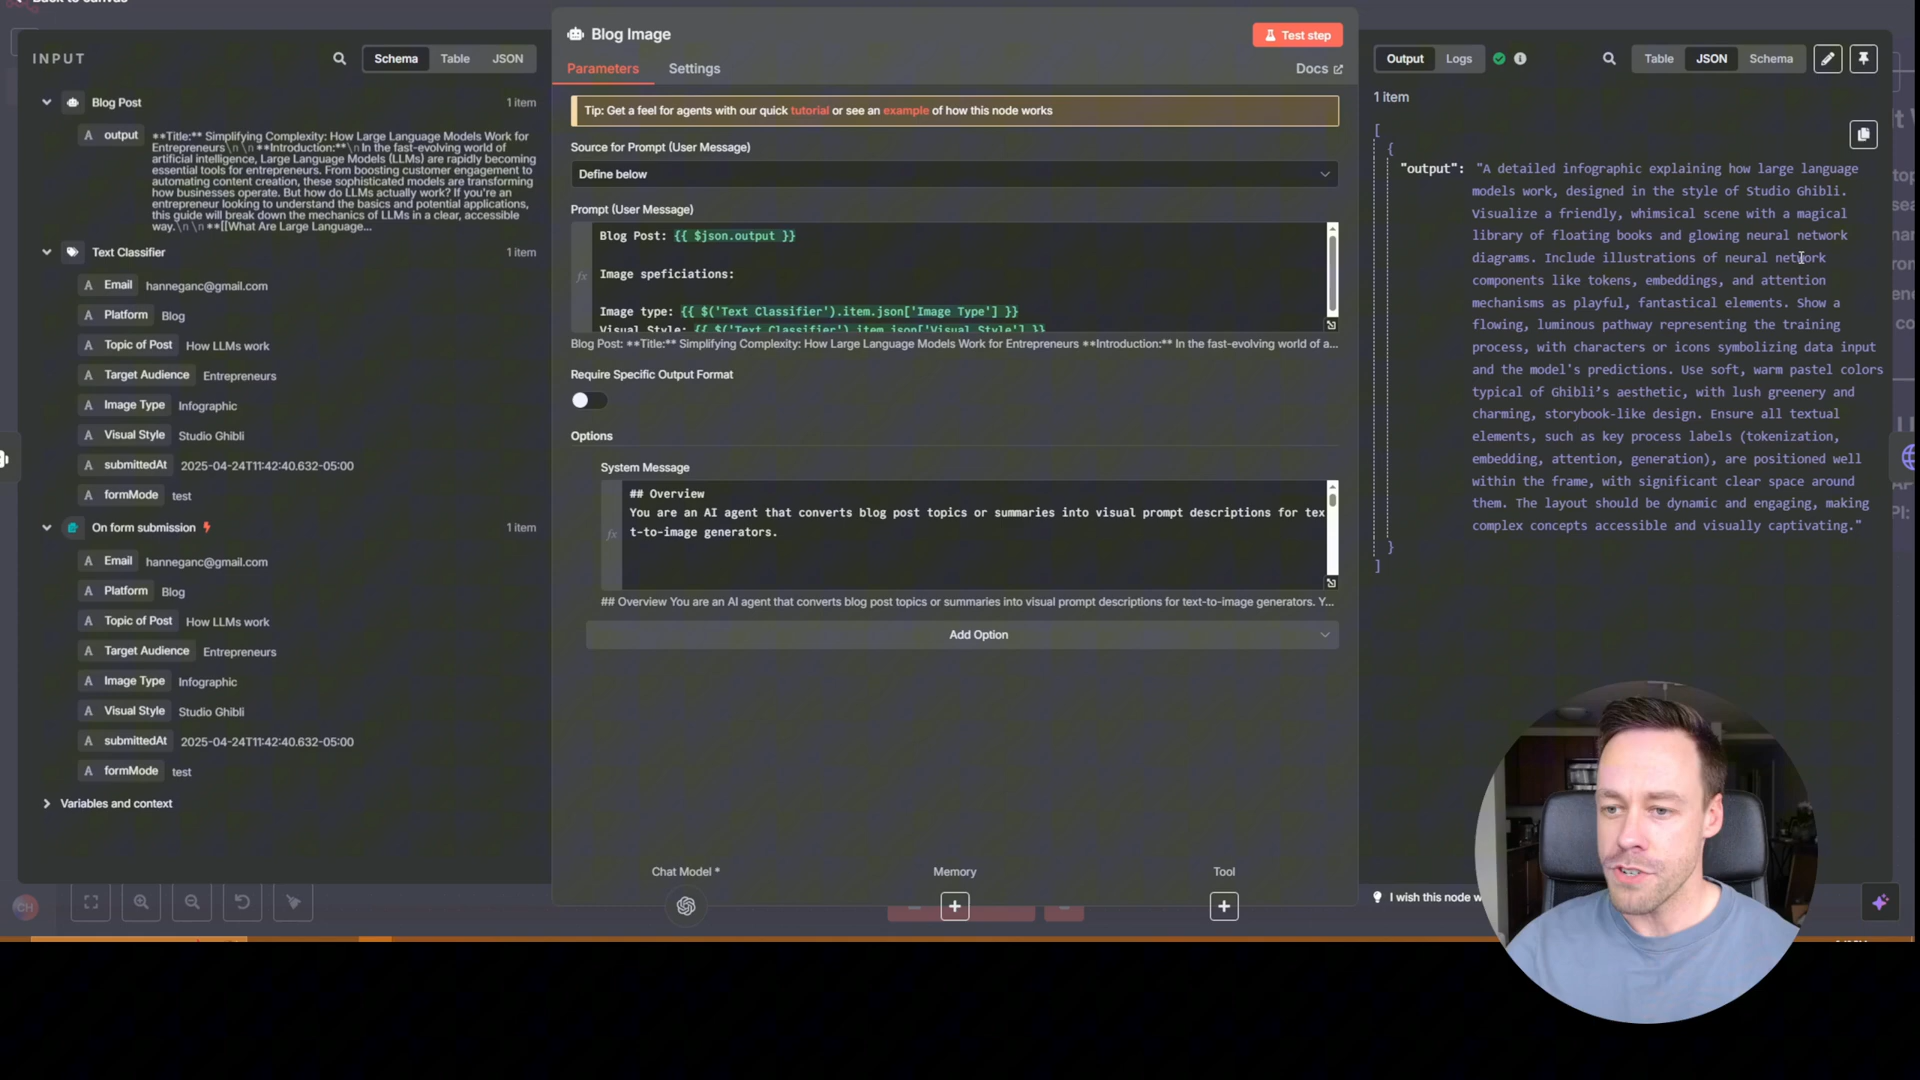 INPUT
Schema
Table
JSON
Blog Post
1 item
A output
**Title:** Simplifying Complexity: How Large Language Models Work for
Entrepreneurs\n \n **Introduction:**\n In the fast-evolving world of
artificial intelligence, Large Language Models (LLMs) are rapidly becoming
essential tools for entrepreneurs. From boosting customer engagement to
automating content creation, these sophisticated models are transforming
how businesses operate. But how do LLMs actually work? If you're an
entrepreneur looking to understand the basics and potential applications,
this guide will break down the mechanics of LLMs in a clear, accessible
way.\n \n **[[What Are Large Language...
Text Classifier
1 item
A Email hanneganc@gmail.com
A Platform Blog
A Topic of Post How LLMs work
A Target Audience Entrepreneurs
A Image Type Infographic
A Visual Style Studio Ghibli
A submittedAt 2025-04-24T11:42:40.632-05:00
A formMode test
On form submission
1 item
A Email hanneganc@gmail.com
A Platform Blog
A Topic of Post How LLMs work
A Target Audience Entrepreneurs
A Image Type Infographic
A Visual Style Studio Ghibli
A submittedAt 2025-04-24T11:42:40.632-05:00
A formMode test
Variables and context
CH
Blog Image
Test step
Parameters
Settings
Docs
Tip: Get a feel for agents with our quick tutorial or see an example of how this node works
Source for Prompt (User Message)
Define below
Prompt (User Message)
fx
Blog Post: {{ $json.output }}
Image speficiations:
Image type: {{ $('Text Classifier').item.json['Image Type'] }}
Visual Style: {{ $('Text Classifier').item.json['Visual Style'] }}
Blog Post: **Title:** Simplifying Complexity: How Large Language Models Work for Entrepreneurs **Introduction:** In the fast-evolving world of a...
Require Specific Output Format
Options
System Message
fx
## Overview
You are an AI agent that converts blog post topics or summaries into visual prompt descriptions for tex
t-to-image generators.
## Overview You are an AI agent that converts blog post topics or summaries into visual prompt descriptions for text-to-image generators. Y...
Add Option
Chat Model *
Memory
Tool
Output
Logs
Table
JSON
Schema
1 item
[
{
"output": "A detailed infographic explaining how large language
models work, designed in the style of Studio Ghibli.
Visualize a friendly, whimsical scene with a magical
library of floating books and glowing neural network
diagrams. Include illustrations of neural network
components like tokens, embeddings, and attention
mechanisms as playful, fantastical elements. Show a
flowing, luminous pathway representing the training
process, with characters or icons symbolizing data input
and the model's predictions. Use soft, warm pastel colors
typical of Ghibli’s aesthetic, with lush greenery and
charming, storybook-like design. Ensure all textual
elements, such as key process labels (tokenization,
embedding, attention, generation), are positioned well
within the frame, with significant clear space around
them. The layout should be dynamic and engaging, making
complex concepts accessible and visually captivating."
}
]
I wish this node w